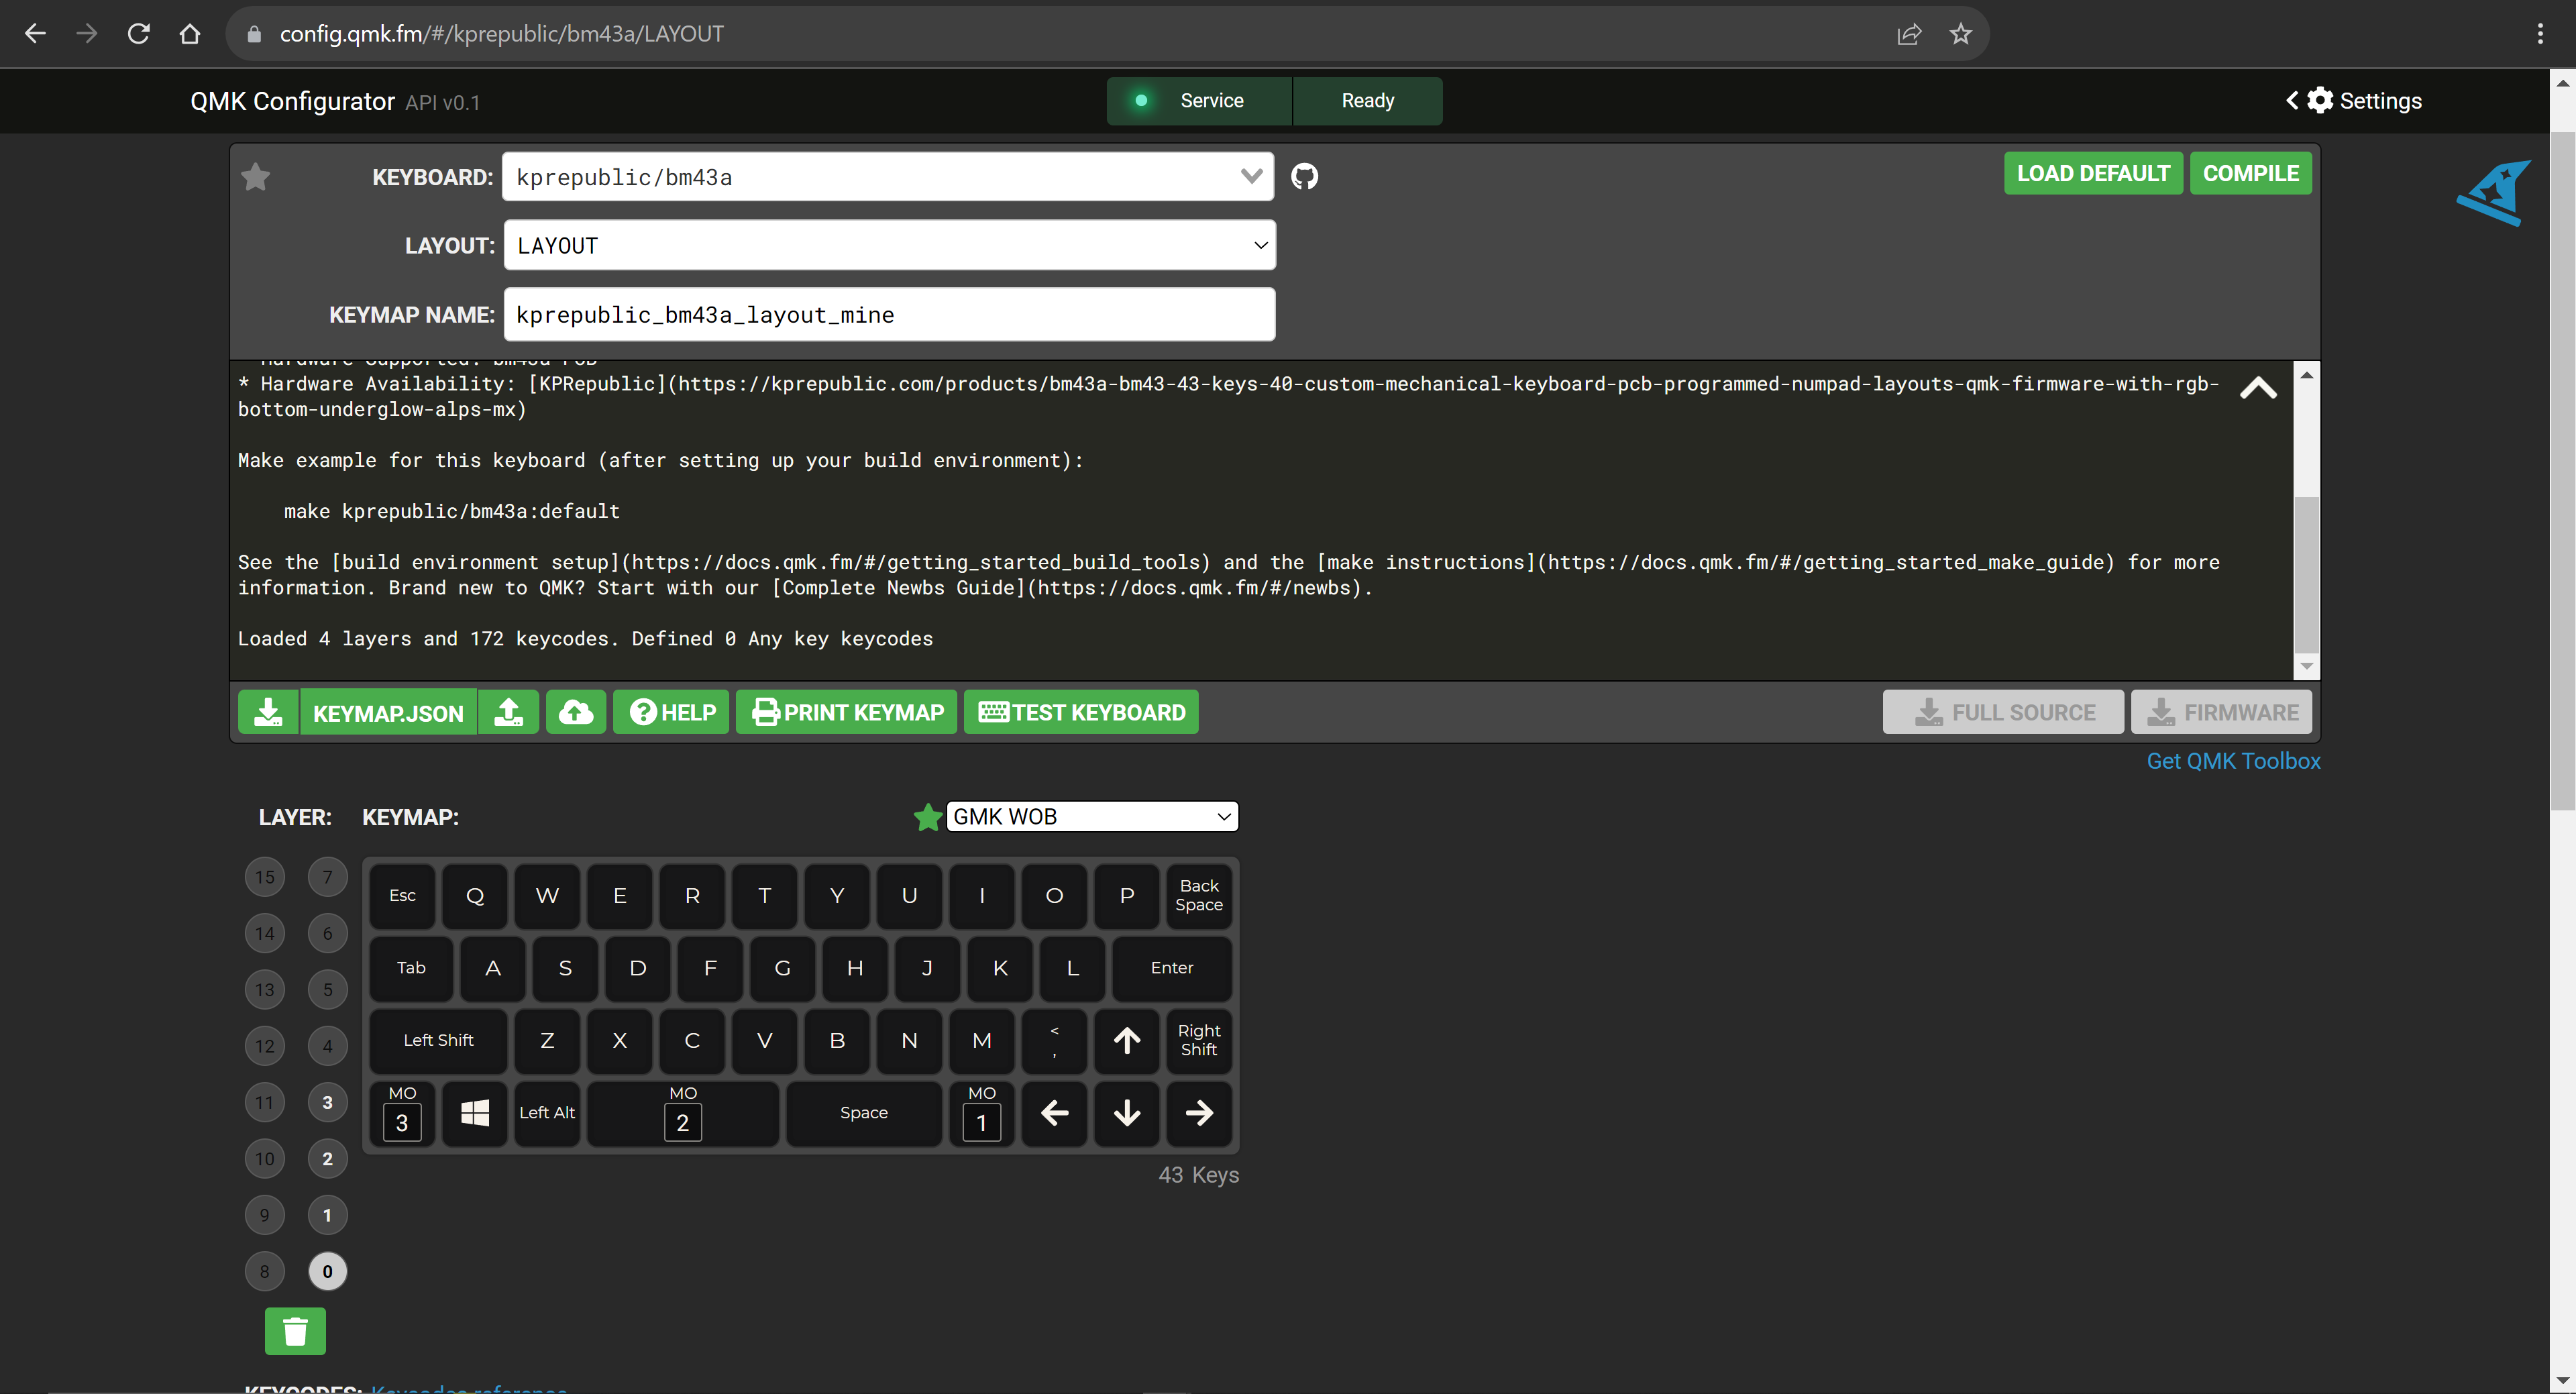 config.qmk.fm/#/kprepublic/bm43a/LAYOUT
QMK Configurator API v0.1
Service
Ready
Settings
KEYBOARD:
kprepublic/bm43a
LOAD DEFAULT
COMPILE
LAYOUT:
LAYOUT
KEYMAP NAME:
kprepublic_bm43a_layout_mine
* Hardware Availability: [KPRepublic](https://kprepublic.com/products/bm43a-bm43-43-keys-40-custom-mechanical-keyboard-pcb-programmed-numpad-layouts-qmk-firmware-with-rgb-
bottom-underglow-alps-mx)
Make example for this keyboard (after setting up your build environment):
make kprepublic/bm43a:default
See the [build environment setup](https://docs.qmk.fm/#/getting_started_build_tools) and the [make instructions](https://docs.qmk.fm/#/getting_started_make_guide) for more
information. Brand new to QMK? Start with our [Complete Newbs Guide](https://docs.qmk.fm/#/newbs).
Loaded 4 layers and 172 keycodes. Defined 0 Any key keycodes
KEYMAP.JSON
HELP
PRINT KEYMAP
TEST KEYBOARD
FULL SOURCE
FIRMWARE
Get QMK Toolbox
LAYER: KEYMAP:
GMK WOB
15 7
14 6
13 5
12 4
11 3
10 2
9 1
8 0
Esc Q W E R T Y U I O P Back Space
Tab A S D F G H J K L Enter
Left Shift Z X C V B N M < , Right Shift
MO 3 Left Alt MO 2 Space MO 1
43 Keys
KEYCODES: Keycodes reference